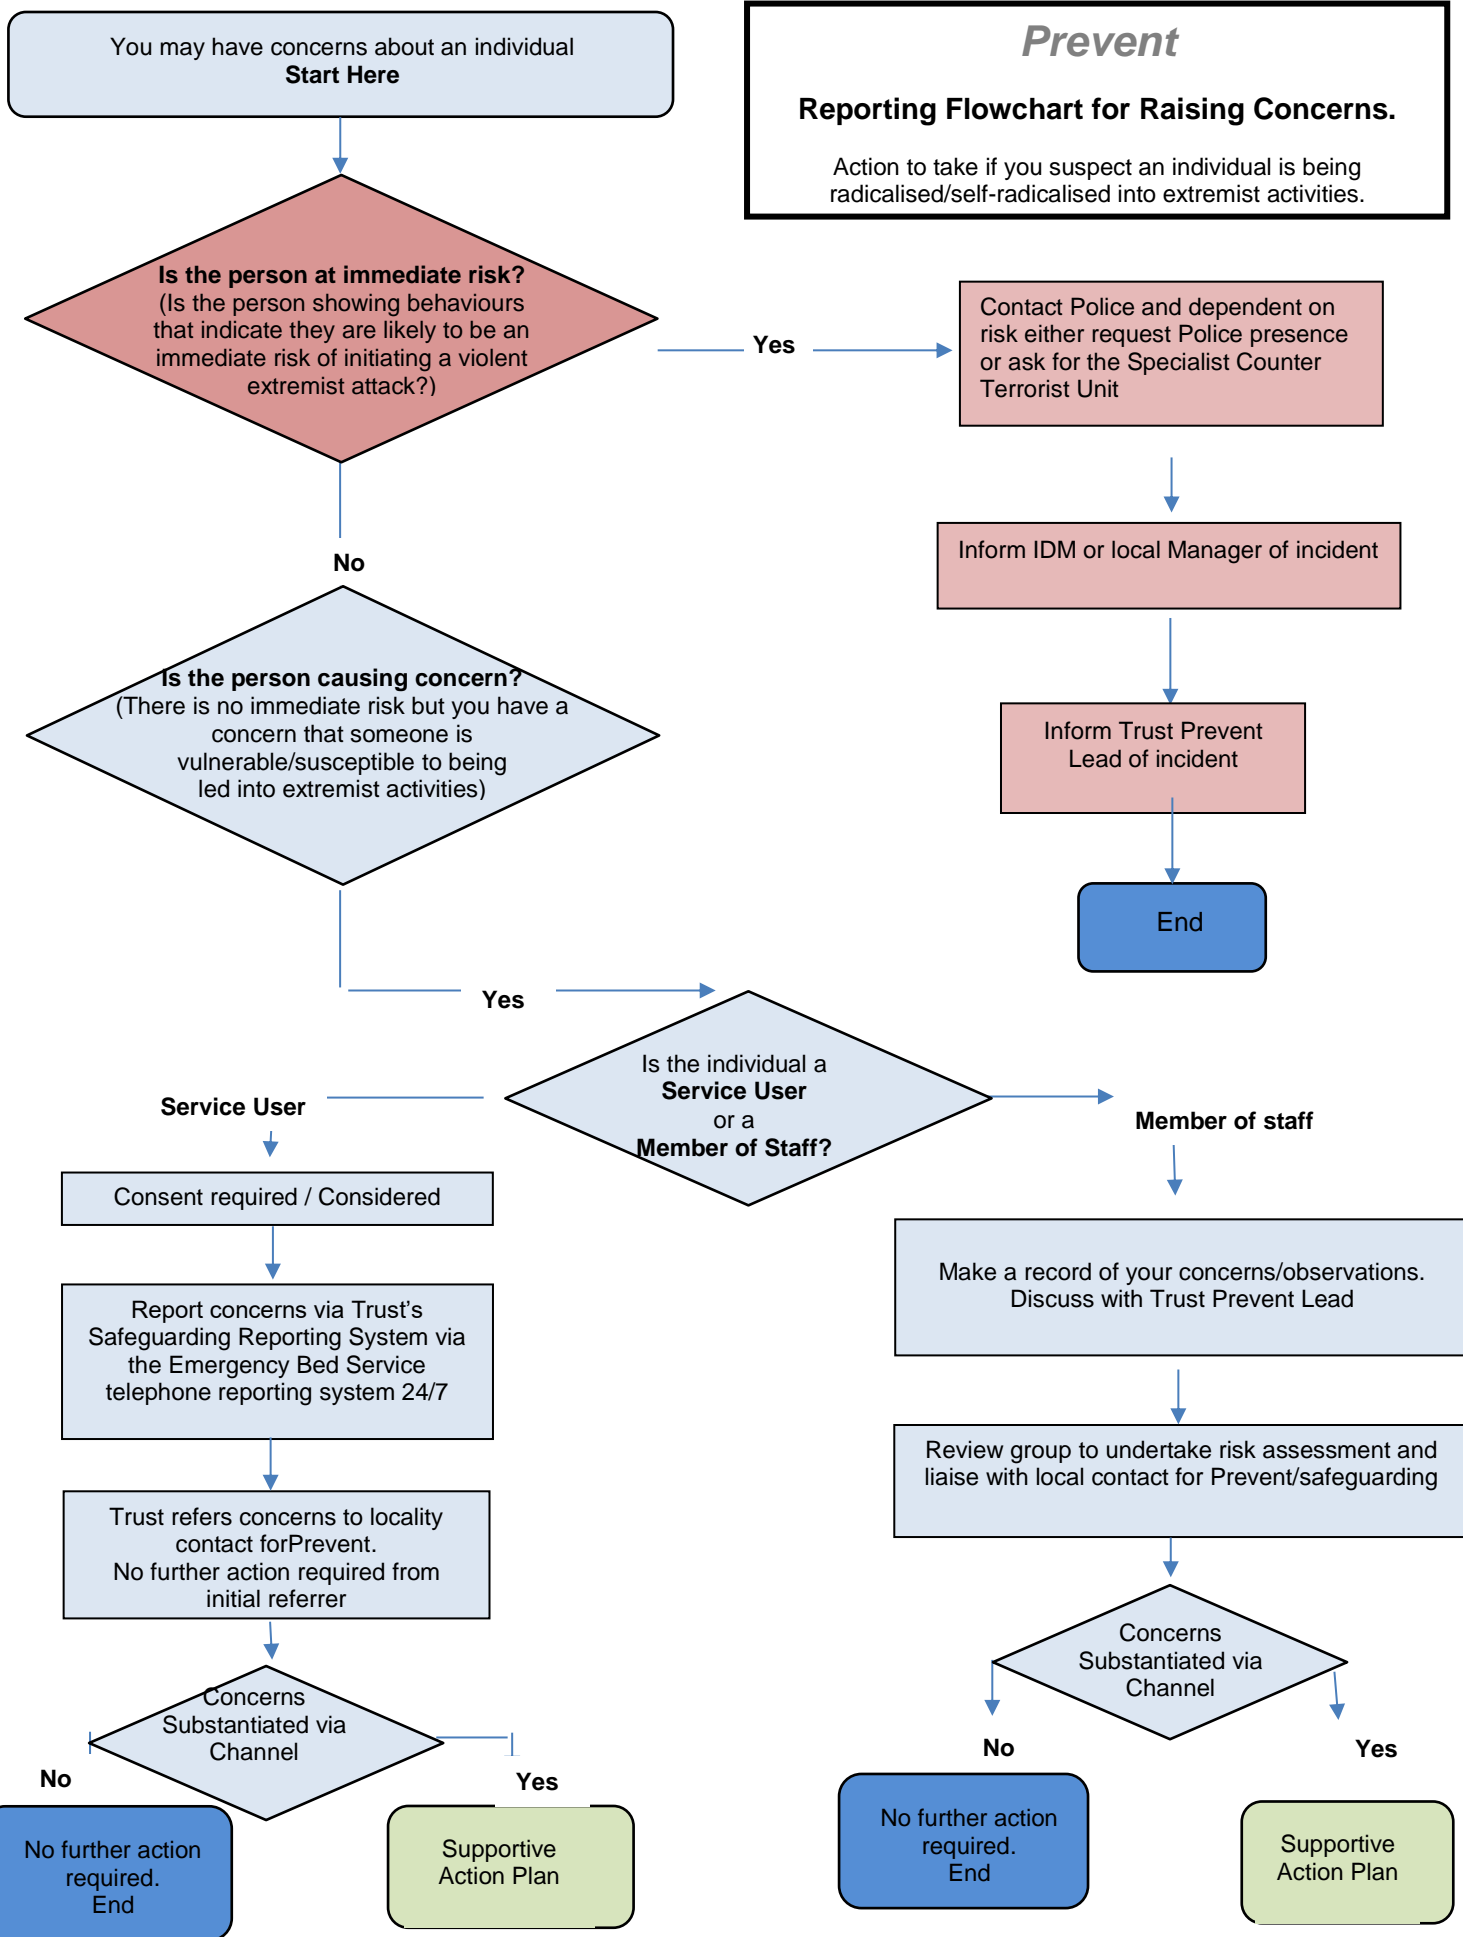 You may have concerns about an individual
Start Here
Prevent
Reporting Flowchart for Raising Concerns.
Action to take if you suspect an individual is being
radicalised/self-radicalised into extremist activities.
Is the person at immediate risk?
(Is the person showing behaviours
that indicate they are likely to be an
immediate risk of initiating a violent
extremist attack?)
Yes
Contact Police and dependent on
risk either request Police presence
or ask for the Specialist Counter
Terrorist Unit
Inform IDM or local Manager of incident
Inform Trust Prevent
Lead of incident
End
No
Is the person causing concern?
(There is no immediate risk but you have a
concern that someone is
vulnerable/susceptible to being
led into extremist activities)
Yes
Is the individual a
Service User
or a
Member of Staff?
Service User
Consent required / Considered
Report concerns via Trust’s
Safeguarding Reporting System via
the Emergency Bed Service
telephone reporting system 24/7
Trust refers concerns to locality
contact forPrevent.
No further action required from
initial referrer
Concerns
Substantiated via
Channel
No
Yes
No further action
required.
End
Supportive
Action Plan
Member of staff
Make a record of your concerns/observations.
Discuss with Trust Prevent Lead
Review group to undertake risk assessment and
liaise with local contact for Prevent/safeguarding
Concerns
Substantiated via
Channel
No
Yes
No further action
required.
End
Supportive
Action Plan